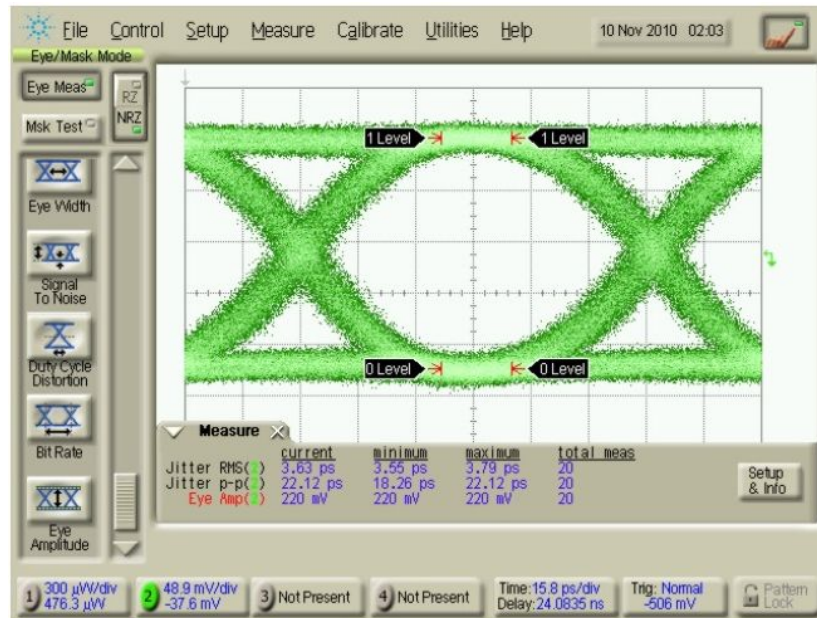 File Control Setup Measure Calibrate Utilities Help 10 Nov 2010 02:03
Eye/Mask Mode
Eye Meas
RZ
NRZ
Msk Test
1 Level 1 Level
Eye Width
Signal
To Noise
0 Level 0 Level
Duty Cycle
Distortion
Bit Rate
Eye
Amplitude
Measure
current minimum maximum total meas
Jitter RMS(2) 3.63 ps 3.55 ps 3.79 ps 20
Jitter p-p(2) 22.12 ps 18.26 ps 22.12 ps 20
Eye Amp(2) 220 mV 220 mV 220 mV 20
Setup
& Info
1) 300 µW/div
476.3 µW
2) 48.9 mV/div
-37.6 mV
3) Not Present
4) Not Present
Time:15.8 ps/div
Delay:24.0835 ns
Trig: Normal
-506 mV
Pattern
Lock